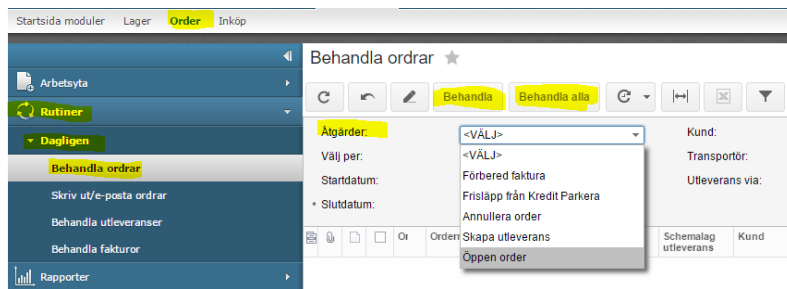 Startsida moduler Lager Order Inköp
Behandla ordrar
Arbetsyta
Rutiner
Dagligen
Behandla ordrar
Skriv ut/e-posta ordrar
Behandla utleveranser
Behandla fakturor
Rapporter
Behandla Behandla alla
Åtgärder: <VÄLJ> Kund:
Välj per: <VÄLJ> Transportör:
Startdatum: Förbered faktura Utleverans via:
* Slutdatum: Frisläpp från Kredit Parkera
Annullera order
Skapa utleverans
Öppen order
Schemalag Kund
utleverans